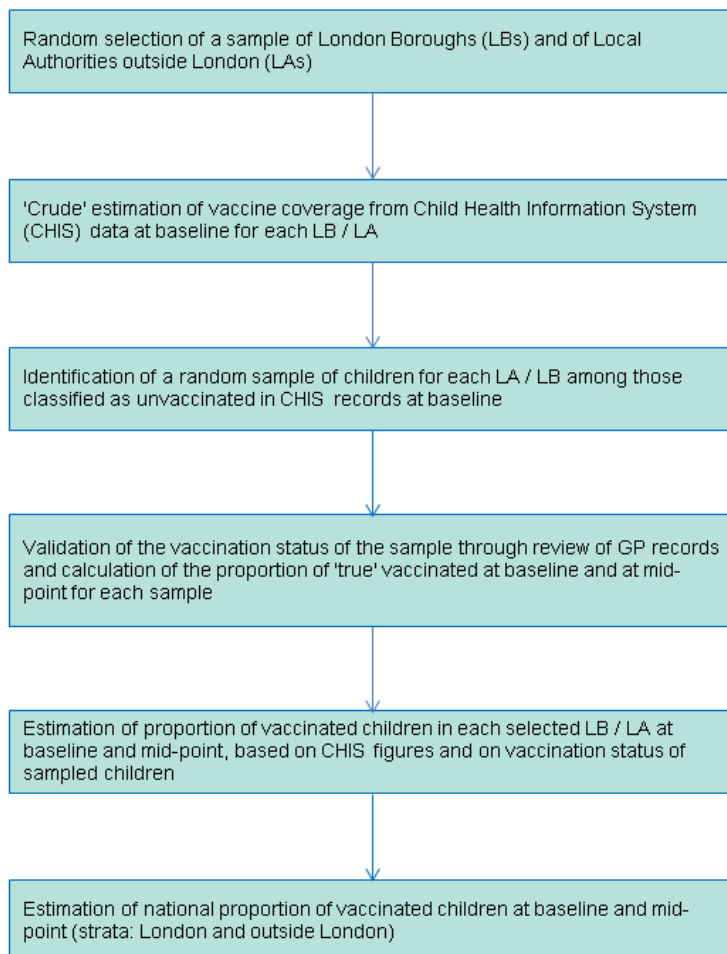 Random selection of a sample of London Boroughs (LBs) and of Local
Authorities outside London (LAs)
'Crude' estimation of vaccine coverage from Child Health Information System
(CHIS) data at baseline for each LB / LA
Identification of a random sample of children for each LA / LB among those
classified as unvaccinated in CHIS records at baseline
Validation of the vaccination status of the sample through review of GP records
and calculation of the proportion of 'true' vaccinated at baseline and at mid-
point for each sample
Estimation of proportion of vaccinated children in each selected LB / LA at
baseline and mid-point, based on CHIS figures and on vaccination status of
sampled children
Estimation of national proportion of vaccinated children at baseline and mid-
point (strata: London and outside London)